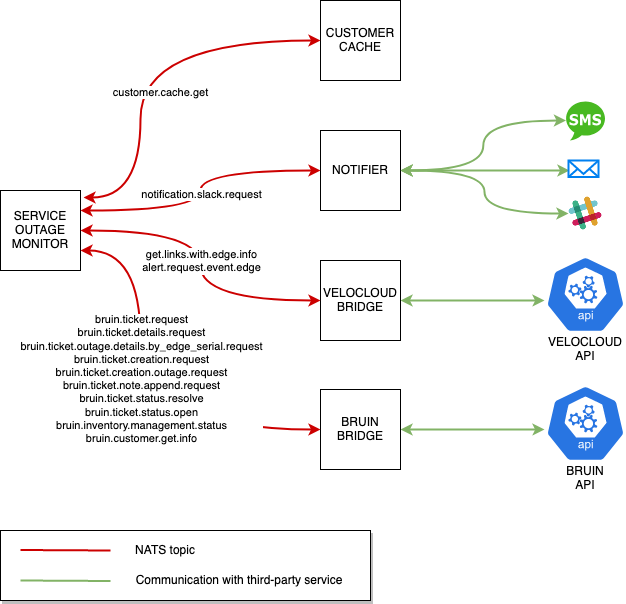 CUSTOMER
CACHE
customer.cache.get
SMS
NOTIFIER
notification.slack.request
SERVICE
OUTAGE
MONITOR
get.links.with.edge.info
alert.request.event.edge
VELOCLOUD
BRIDGE
api
VELOCLOUD
API
bruin.ticket.request
bruin.ticket.details.request
bruin.ticket.outage.details.by_edge_serial.request
bruin.ticket.creation.request
bruin.ticket.creation.outage.request
bruin.ticket.note.append.request
bruin.ticket.status.resolve
bruin.ticket.status.open
bruin.inventory.management.status
bruin.customer.get.info
BRUIN
BRIDGE
api
BRUIN
API
NATS topic
Communication with third-party service